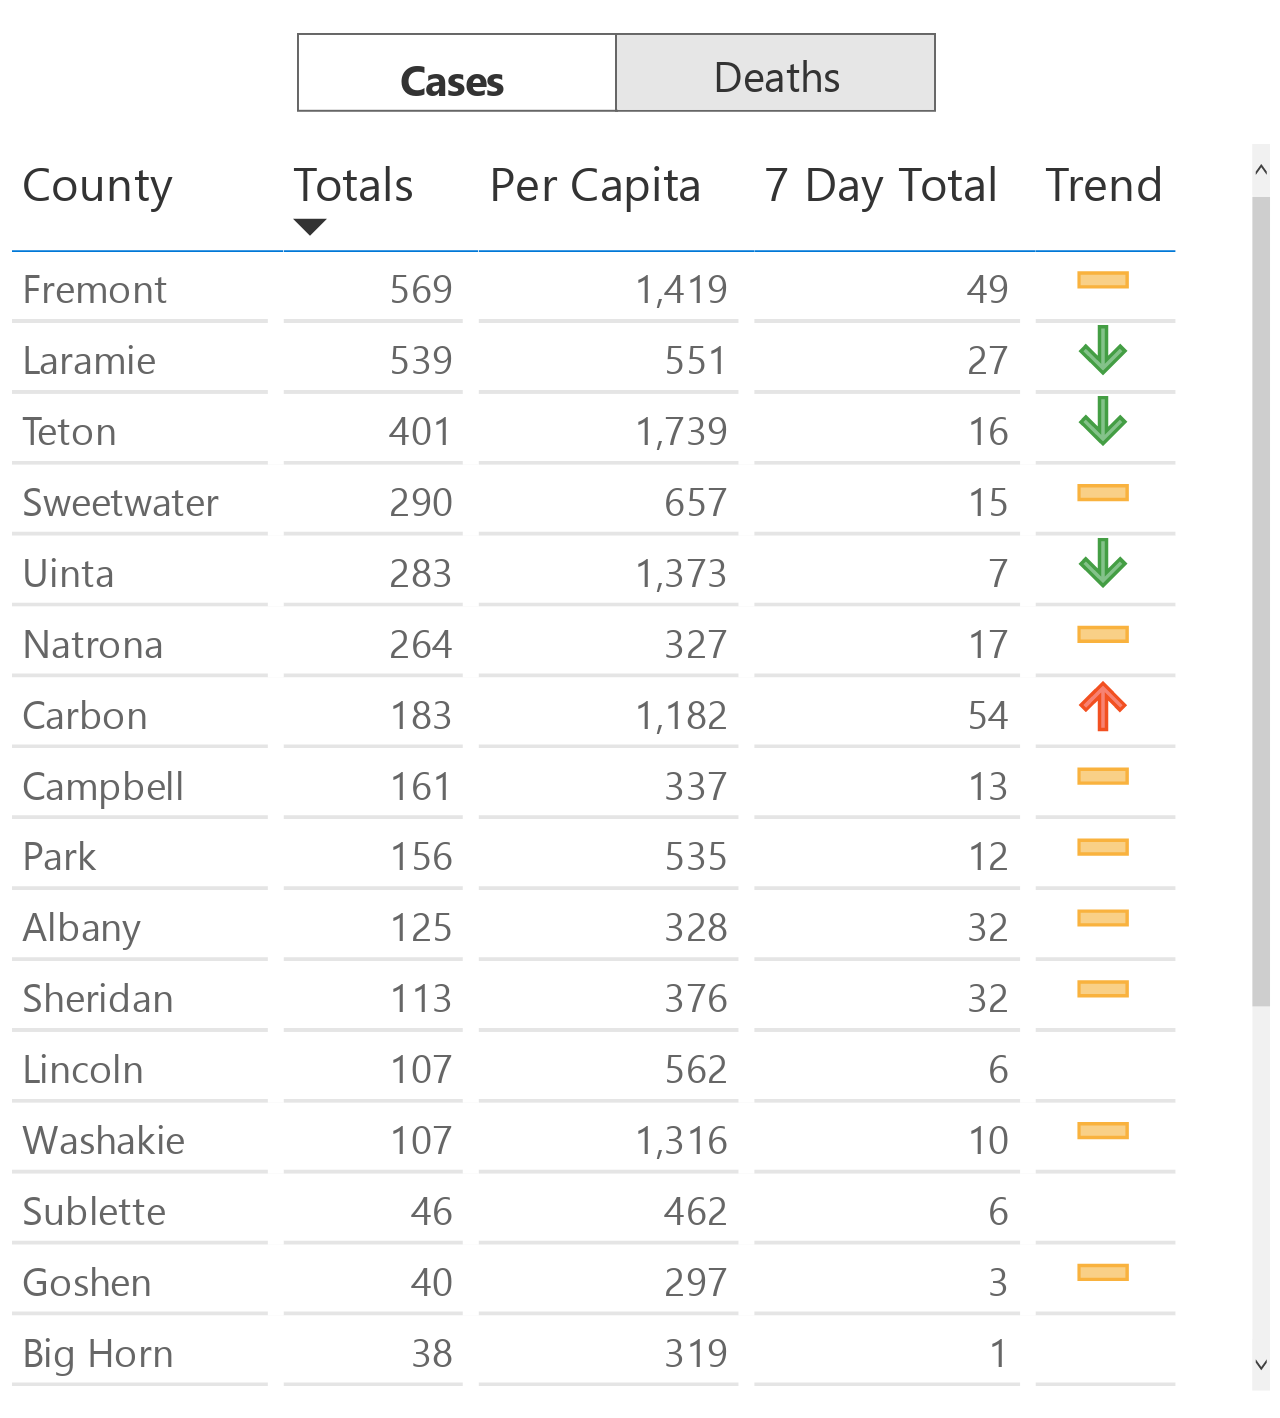 Cases Deaths
County Totals Per Capita 7 Day Total Trend
Fremont 569 1,419 49
Laramie 539 551 27
Teton 401 1,739 16
Sweetwater 290 657 15
Uinta 283 1,373 7
Natrona 264 327 17
Carbon 183 1,182 54
Campbell 161 337 13
Park 156 535 12
Albany 125 328 32
Sheridan 113 376 32
Lincoln 107 562 6
Washakie 107 1,316 10
Sublette 46 462 6
Goshen 40 297 3
Big Horn 38 319 1